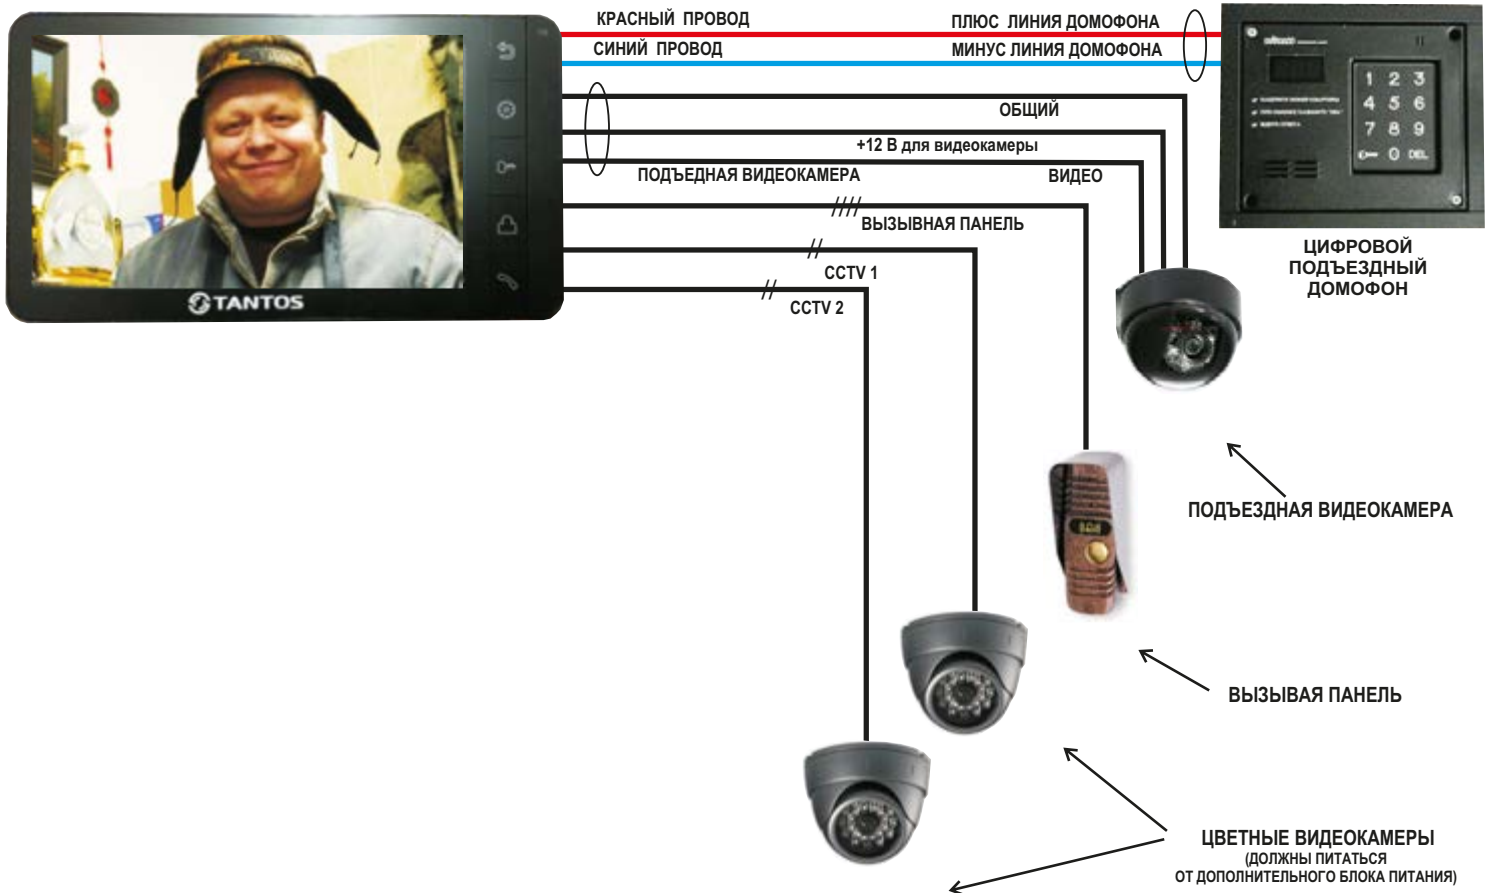 КРАСНЫЙ ПРОВОД
ПЛЮС ЛИНИЯ ДОМОФОНА
СИНИЙ ПРОВОД
МИНУС ЛИНИЯ ДОМОФОНА
ОБЩИЙ
+12 В для видеокамеры
ПОДЪЕДНАЯ ВИДЕОКАМЕРА
ВИДЕО
ВЫЗЫВНАЯ ПАНЕЛЬ
CCTV 1
CCTV 2
TANTOS
1 2 3
4 5 6
7 8 9
0 DEL
ЦИФРОВОЙ
ПОДЪЕЗДНЫЙ
ДОМОФОН
ПОДЪЕЗДНАЯ ВИДЕОКАМЕРА
ВЫЗЫВАЯ ПАНЕЛЬ
ЦВЕТНЫЕ ВИДЕОКАМЕРЫ
(ДОЛЖНЫ ПИТАТЬСЯ
ОТ ДОПОЛНИТЕЛЬНОГО БЛОКА ПИТАНИЯ)